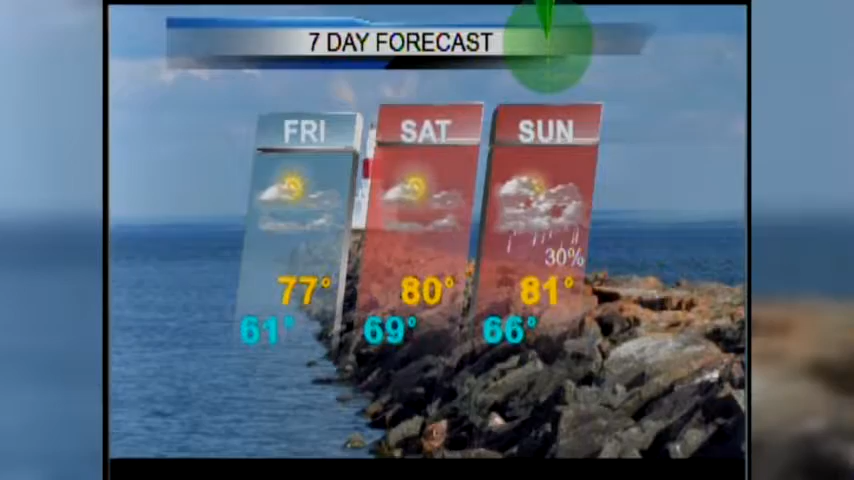 7 DAY FORECAST
FRI SAT SUN
30%
77° 80° 81°
61° 69° 66°